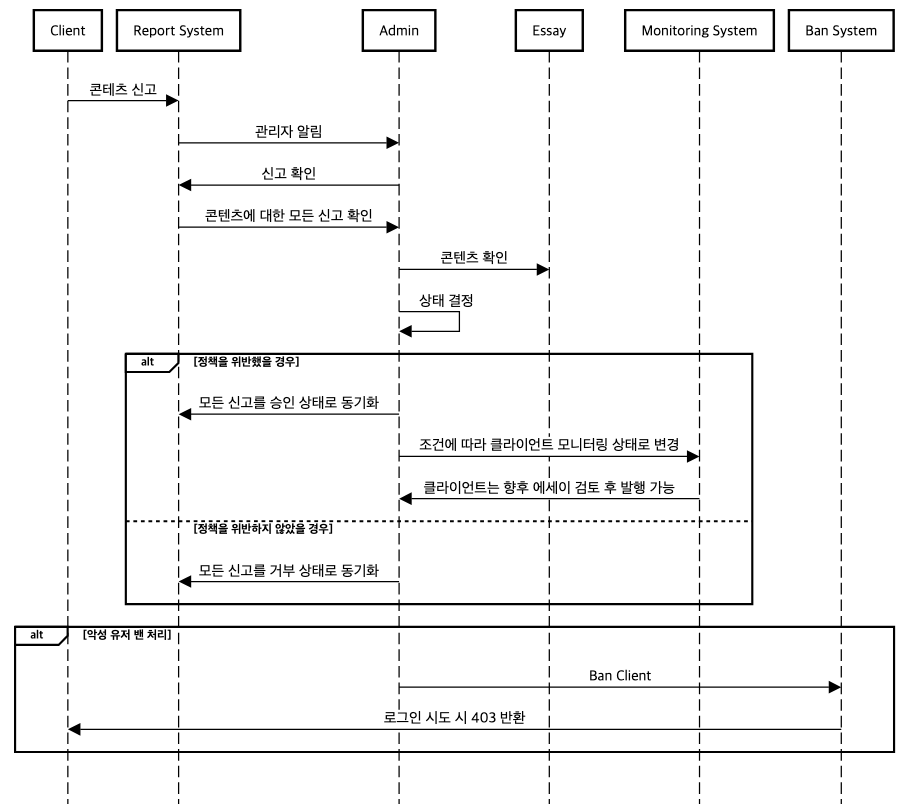 Client Report System Admin Essay Monitoring System Ban System
콘테츠 신고
관리자 알림
신고 확인
콘텐츠에 대한 모든 신고 확인
콘텐츠 확인
상태 결정
alt [정책을 위반했을 경우]
모든 신고를 승인 상태로 동기화
조건에 따라 클라이언트 모니터링 상태로 변경
클라이언트는 향후 에세이 검토 후 발행 가능
[정책을 위반하지 않았을 경우]
모든 신고를 거부 상태로 동기화
alt [악성 유저 밴 처리]
Ban Client
로그인 시도 시 403 반환